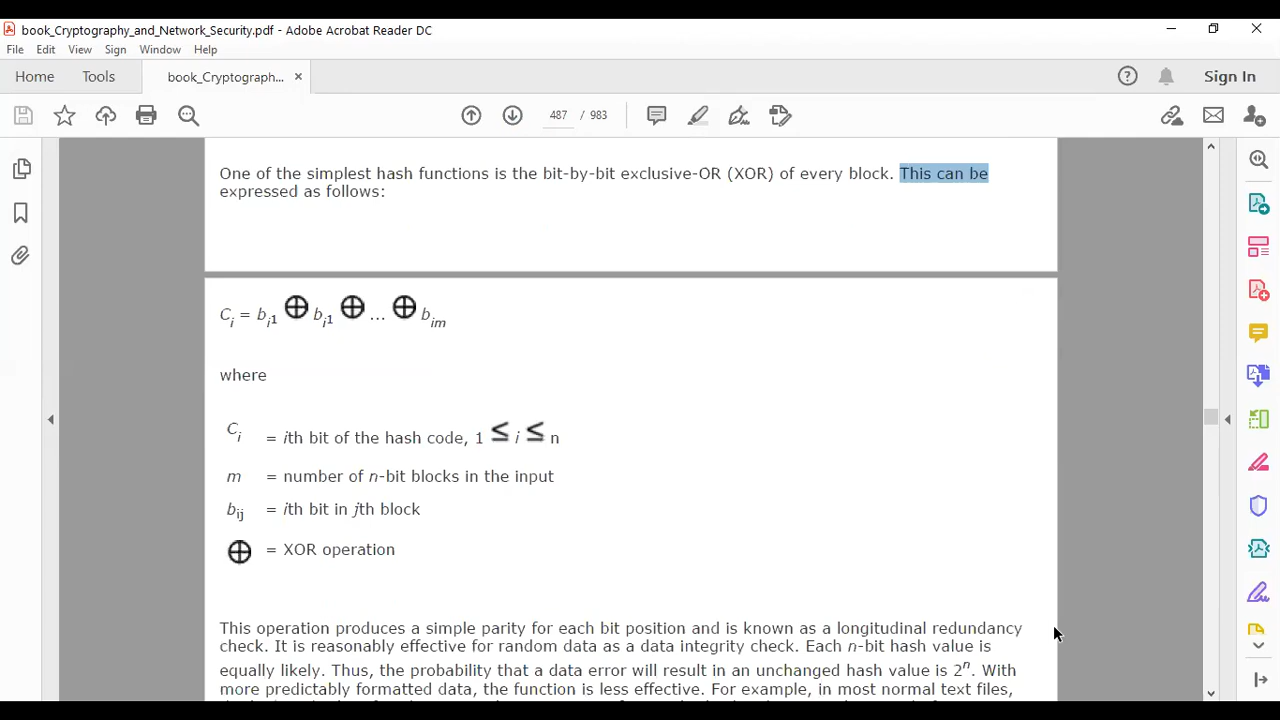 book_Cryptography_and_Network_Security.pdf - Adobe Acrobat Reader DC
File Edit View Sign Window Help
Home Tools book_Cryptograph... ×
487 / 983
Sign In
One of the simplest hash functions is the bit-by-bit exclusive-OR (XOR) of every block. This can be
expressed as follows:
Ci = bi1 ⊕ bi1 ⊕ ... ⊕ bim
where
Ci = ith bit of the hash code, 1 ≤ i ≤ n
m = number of n-bit blocks in the input
bij = ith bit in jth block
⊕ = XOR operation
This operation produces a simple parity for each bit position and is known as a longitudinal redundancy
check. It is reasonably effective for random data as a data integrity check. Each n-bit hash value is
equally likely. Thus, the probability that a data error will result in an unchanged hash value is 2^n. With
more predictably formatted data, the function is less effective. For example, in most normal text files,